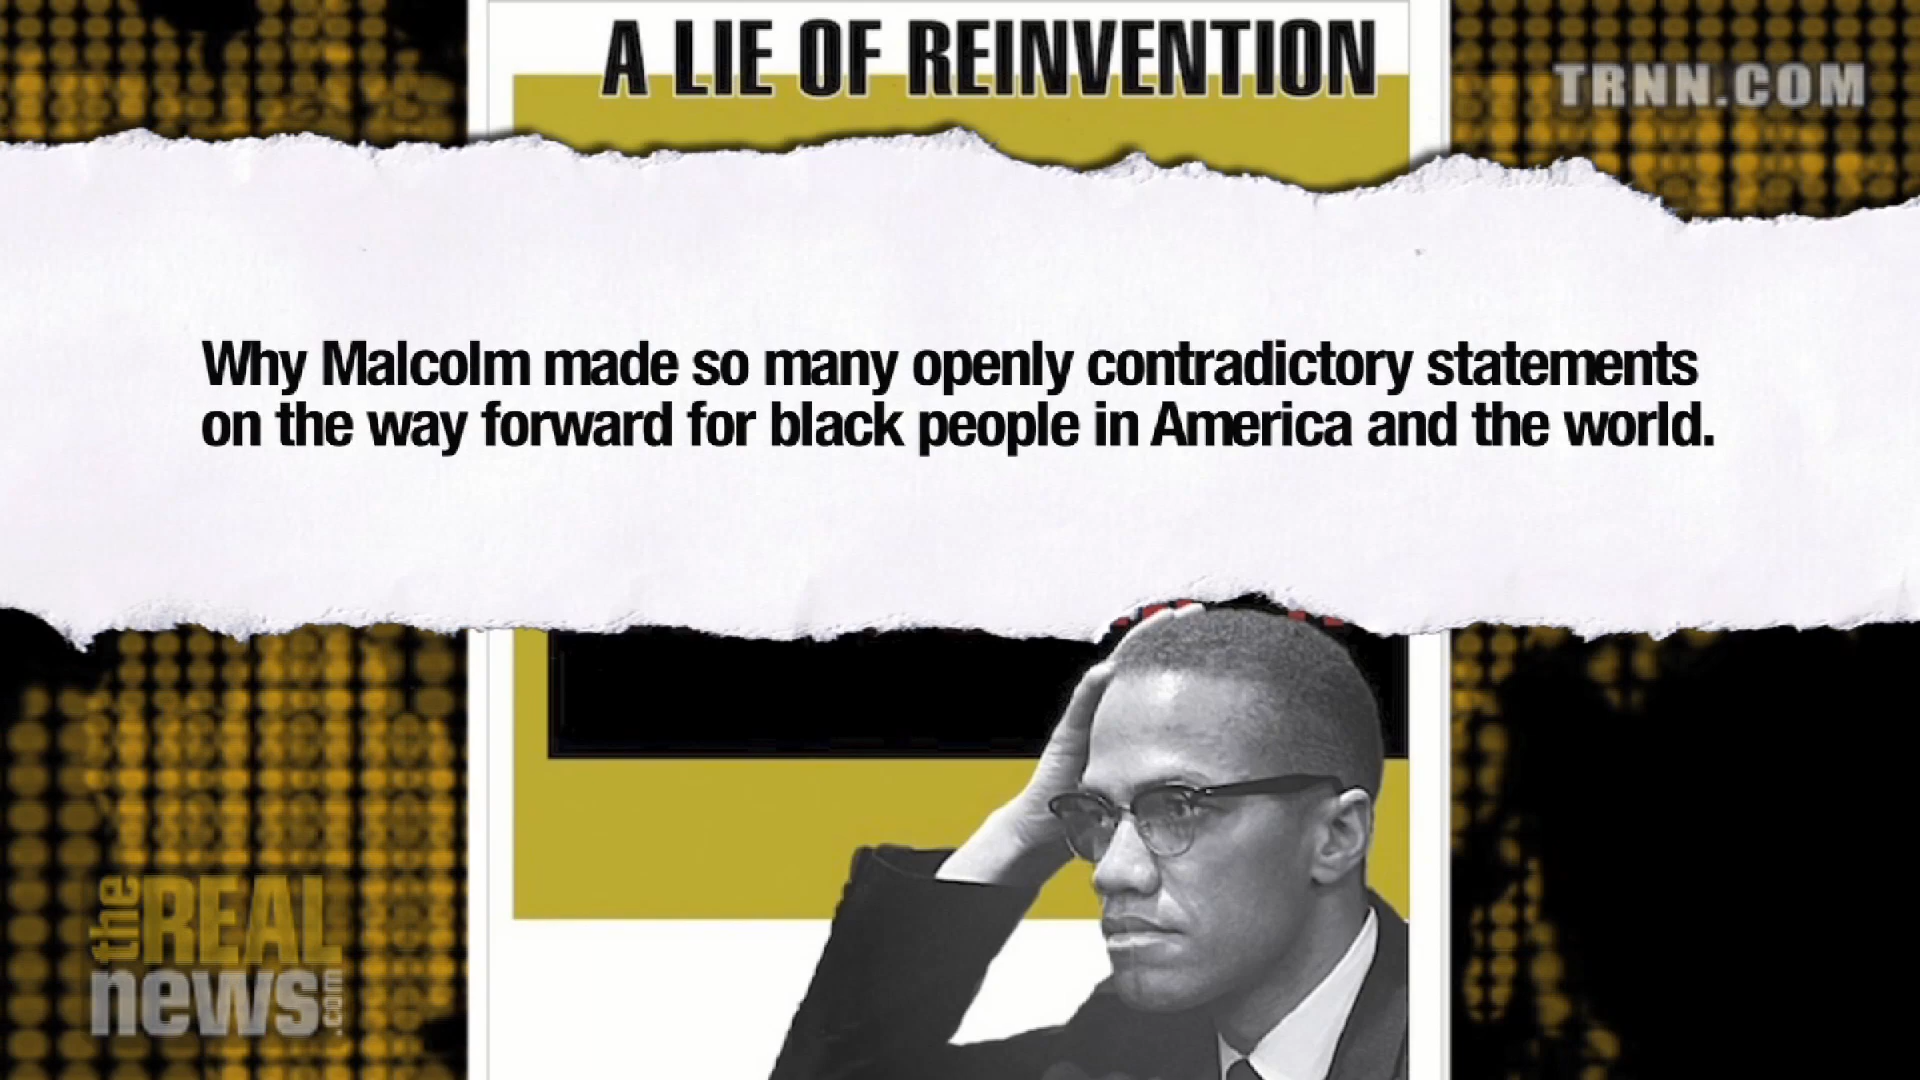 A LIE OF REINVENTION
TRNN.COM
Why Malcolm made so many openly contradictory statements
on the way forward for black people in America and the world.
the REAL
news.com